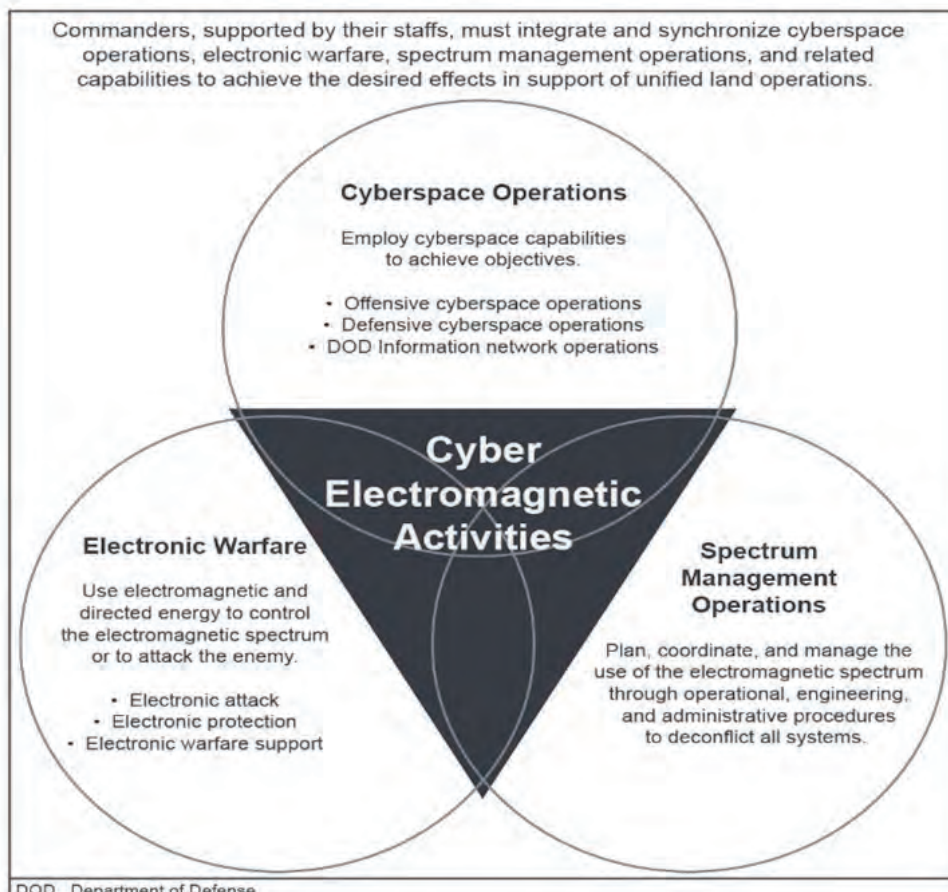 Commanders, supported by their staffs, must integrate and synchronize cyberspace
operations, electronic warfare, spectrum management operations, and related
capabilities to achieve the desired effects in support of unified land operations.
Cyberspace Operations
Employ cyberspace capabilities
to achieve objectives.
• Offensive cyberspace operations
• Defensive cyberspace operations
• DOD Information network operations
Cyber
Electromagnetic
Activities
Electronic Warfare
Use electromagnetic and
directed energy to control
the electromagnetic spectrum
or to attack the enemy.
• Electronic attack
• Electronic protection
• Electronic warfare support
Spectrum
Management
Operations
Plan, coordinate, and manage the
use of the electromagnetic spectrum
through operational, engineering,
and administrative procedures
to deconflict all systems.
DOD Department of Defense